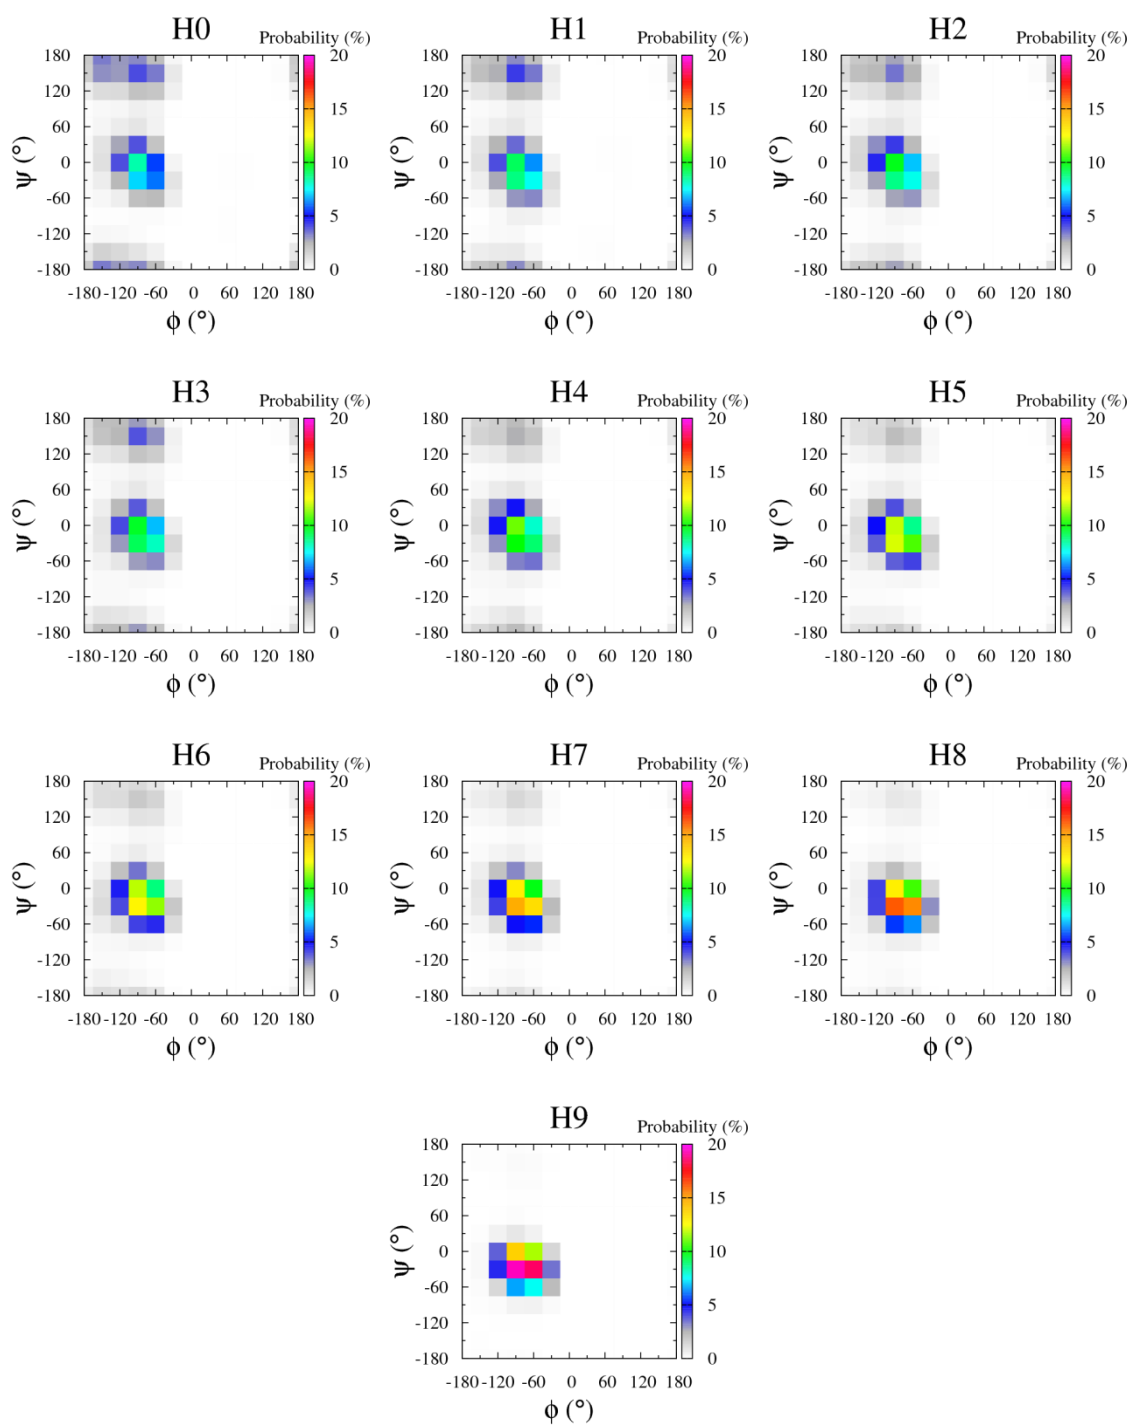 H0 Probability (%) H1 Probability (%) H2 Probability (%)
180 20 180 20 180 20
120 15 120 15 120 15
60 60 60
ψ (°) 0 10 ψ (°) 0 10 ψ (°) 0 10
-60 5 -60 5 -60 5
-120 -120 -120
-180 0 -180 0 -180 0
-180 -120 -60 0 60 120 180 -180 -120 -60 0 60 120 180 -180 -120 -60 0 60 120 180
ϕ (°) ϕ (°) ϕ (°)
H3 Probability (%) H4 Probability (%) H5 Probability (%)
180 20 180 20 180 20
120 15 120 15 120 15
60 60 60
ψ (°) 0 10 ψ (°) 0 10 ψ (°) 0 10
-60 5 -60 5 -60 5
-120 -120 -120
-180 0 -180 0 -180 0
-180 -120 -60 0 60 120 180 -180 -120 -60 0 60 120 180 -180 -120 -60 0 60 120 180
ϕ (°) ϕ (°) ϕ (°)
H6 Probability (%) H7 Probability (%) H8 Probability (%)
180 20 180 20 180 20
120 15 120 15 120 15
60 60 60
ψ (°) 0 10 ψ (°) 0 10 ψ (°) 0 10
-60 5 -60 5 -60 5
-120 -120 -120
-180 0 -180 0 -180 0
-180 -120 -60 0 60 120 180 -180 -120 -60 0 60 120 180 -180 -120 -60 0 60 120 180
ϕ (°) ϕ (°) ϕ (°)
H9 Probability (%)
180 20
120 15
60
ψ (°) 0 10
-60 5
-120
-180 0
-180 -120 -60 0 60 120 180
ϕ (°)